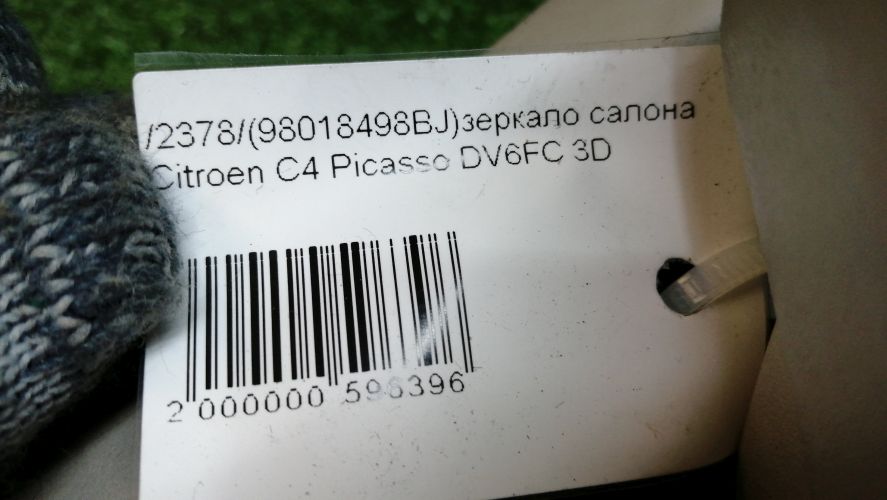 /2378/(98018498BJ)зеркало салона
Citroen C4 Picasso DV6FC 3D
2 000000 596396